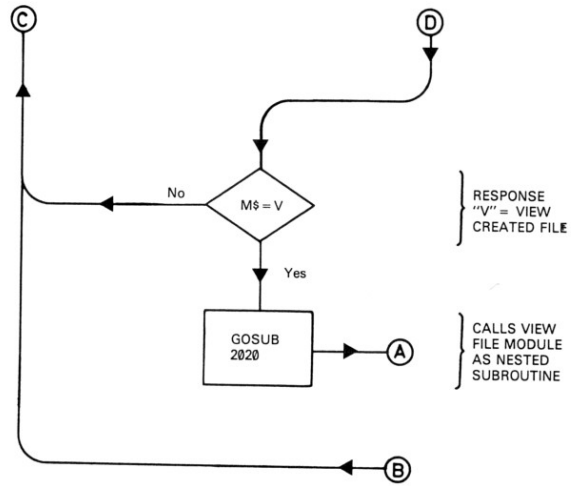 C
D
No
M$ = V
RESPONSE
"V" = VIEW
CREATED FILE
Yes
GOSUB
2020
A
CALLS VIEW
FILE MODULE
AS NESTED
SUBROUTINE
B